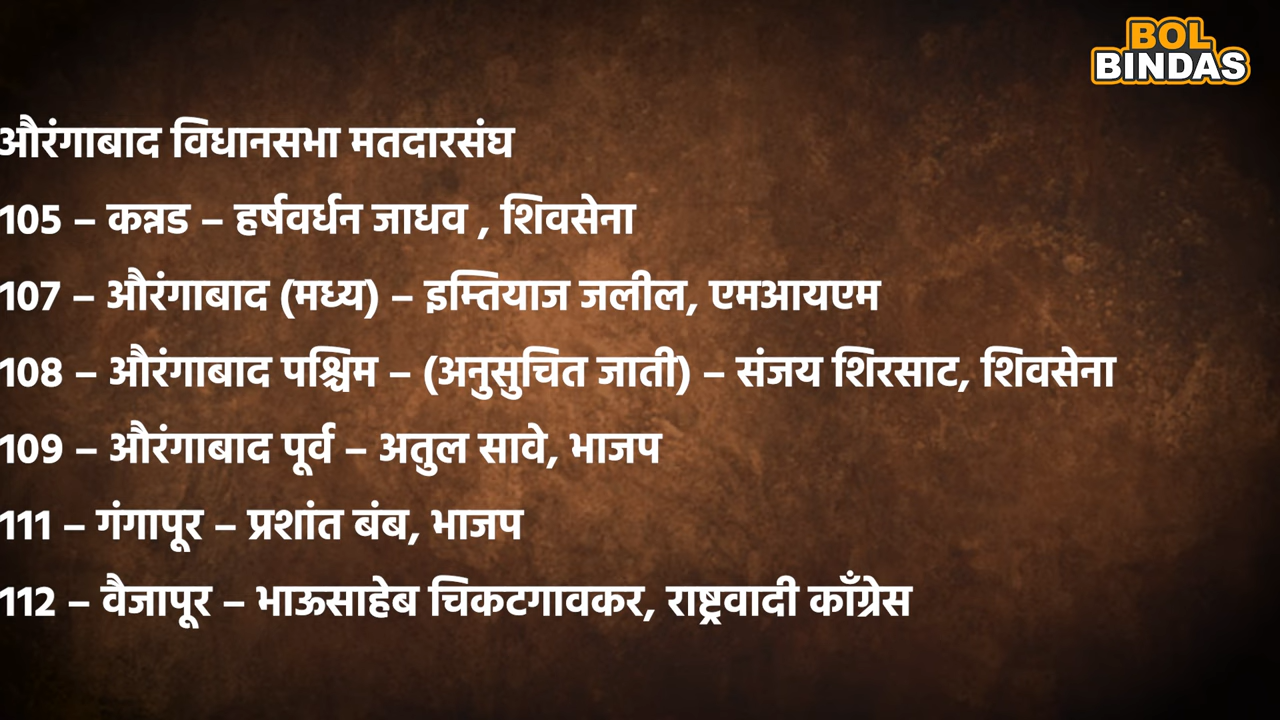 BOL
BINDAS
औरंगाबाद विधानसभा मतदारसंघ
105 – कन्नड – हर्षवर्धन जाधव , शिवसेना
107 – औरंगाबाद (मध्य) – इम्तियाज जलील, एमआयएम
108 – औरंगाबाद पश्चिम – (अनुसुचित जाती) – संजय शिरसाट, शिवसेना
109 – औरंगाबाद पूर्व – अतुल सावे, भाजप
111 – गंगापूर – प्रशांत बंब, भाजप
112 – वैजापूर – भाऊसाहेब चिकटगावकर, राष्ट्रवादी काँग्रेस